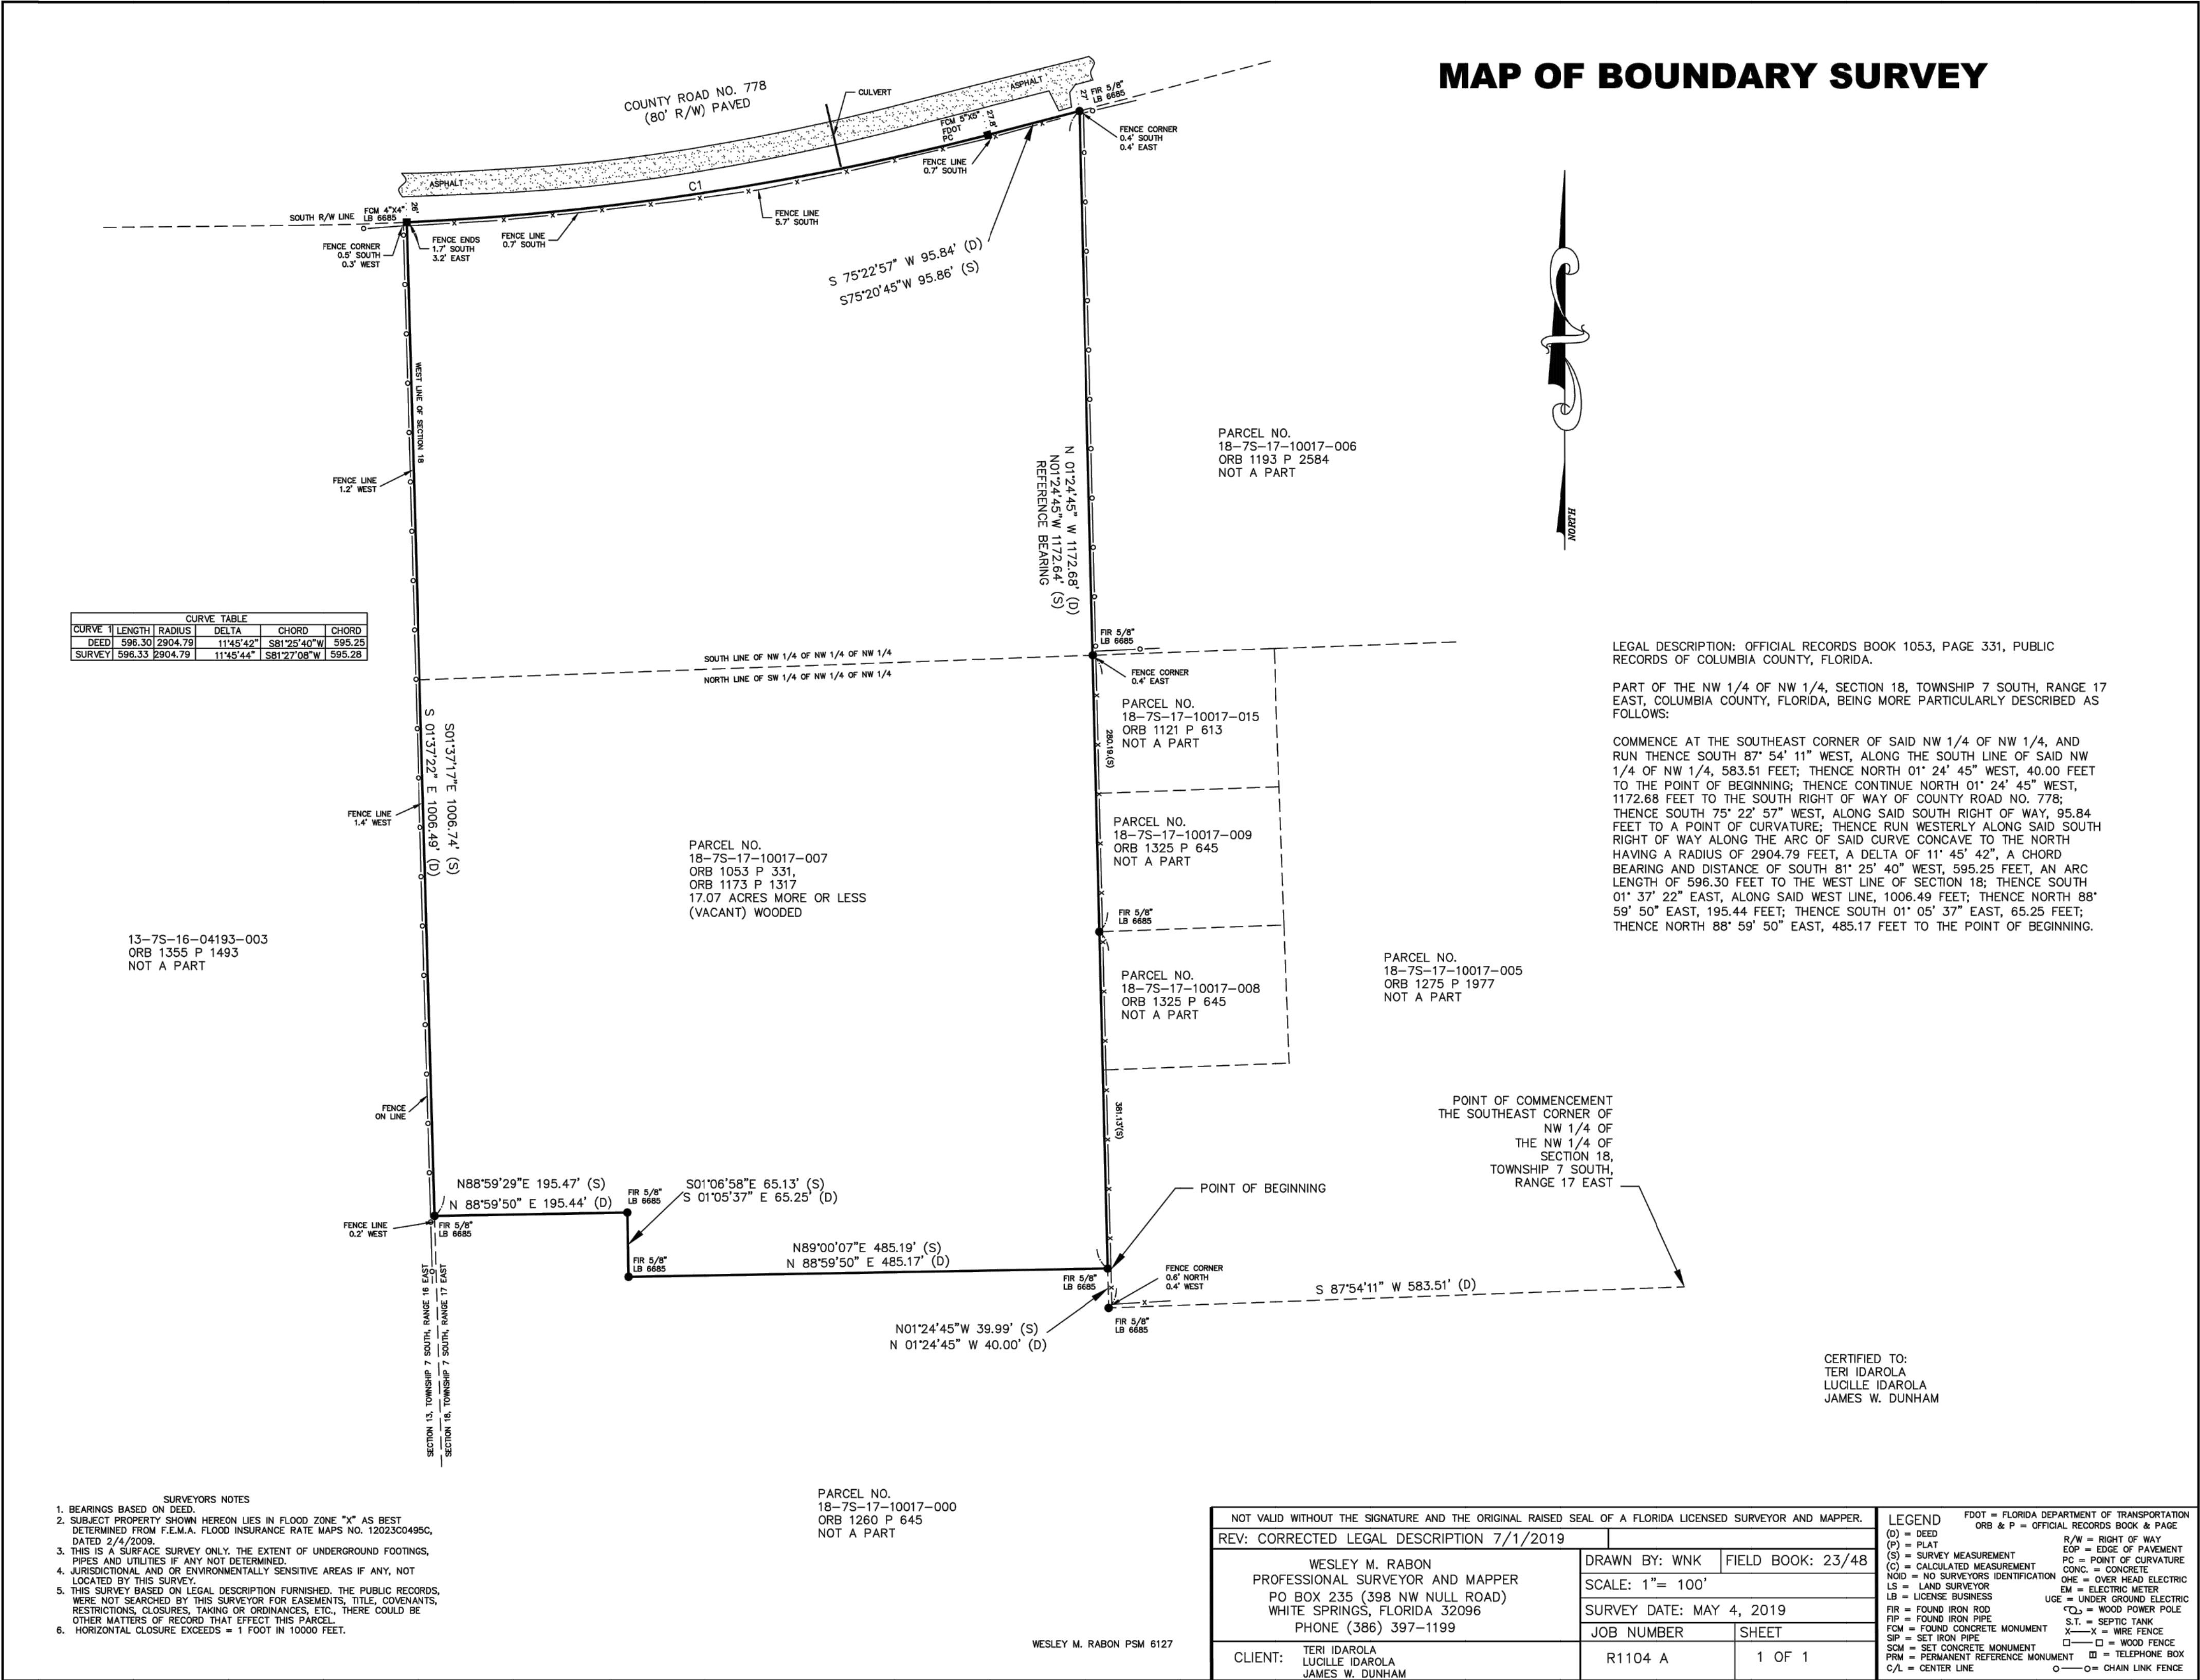 MAP OF BOUNDARY SURVEY
COUNTY ROAD NO. 778
(80' R/W) PAVED
CULVERT
ASPHALT
FIR 5/8"
LB 6685
27'
FCM 5"X5"
FDOT
PC
27.8'
FENCE CORNER
0.4' SOUTH
0.4' EAST
FENCE LINE
0.7' SOUTH
ASPHALT
C1
FENCE LINE
5.7' SOUTH
SOUTH R/W LINE
FCM 4"X4"
LB 6685
26'
FENCE CORNER
0.5' SOUTH
0.3' WEST
FENCE ENDS
1.7' SOUTH
3.2' EAST
FENCE LINE
0.7' SOUTH
S 75°22'57" W 95.84' (D)
S75°20'45"W 95.86' (S)
WEST LINE OF SECTION 18
FENCE LINE
1.2' WEST
N 01°24'45" W 1172.68' (D)
N01°24'45"W 1172.64' (S)
REFERENCE BEARING
PARCEL NO.
18-7S-17-10017-006
ORB 1193 P 2584
NOT A PART
NORTH
CURVE TABLE
CURVE 1 LENGTH RADIUS DELTA CHORD CHORD
DEED 596.30 2904.79 11°45'42" S81°25'40"W 595.25
SURVEY 596.33 2904.79 11°45'44" S81°27'08"W 595.28
SOUTH LINE OF NW 1/4 OF NW 1/4 OF NW 1/4
NORTH LINE OF SW 1/4 OF NW 1/4 OF NW 1/4
FIR 5/8"
LB 6685
FENCE CORNER
0.4' EAST
PARCEL NO.
18-7S-17-10017-015
ORB 1121 P 613
NOT A PART
280.19.(S)
S01°37'17"E 1006.74' (S)
S 01°37'22" E 1006.49' (D)
FENCE LINE
1.4' WEST
PARCEL NO.
18-7S-17-10017-007
ORB 1053 P 331,
ORB 1173 P 1317
17.07 ACRES MORE OR LESS
(VACANT) WOODED
PARCEL NO.
18-7S-17-10017-009
ORB 1325 P 645
NOT A PART
FIR 5/8"
LB 6685
13-7S-16-04193-003
ORB 1355 P 1493
NOT A PART
PARCEL NO.
18-7S-17-10017-008
ORB 1325 P 645
NOT A PART
PARCEL NO.
18-7S-17-10017-005
ORB 1275 P 1977
NOT A PART
LEGAL DESCRIPTION: OFFICIAL RECORDS BOOK 1053, PAGE 331, PUBLIC
RECORDS OF COLUMBIA COUNTY, FLORIDA.
PART OF THE NW 1/4 OF NW 1/4, SECTION 18, TOWNSHIP 7 SOUTH, RANGE 17
EAST, COLUMBIA COUNTY, FLORIDA, BEING MORE PARTICULARLY DESCRIBED AS
FOLLOWS:
COMMENCE AT THE SOUTHEAST CORNER OF SAID NW 1/4 OF NW 1/4, AND
RUN THENCE SOUTH 87° 54' 11" WEST, ALONG THE SOUTH LINE OF SAID NW
1/4 OF NW 1/4, 583.51 FEET; THENCE NORTH 01° 24' 45" WEST, 40.00 FEET
TO THE POINT OF BEGINNING; THENCE CONTINUE NORTH 01° 24' 45" WEST,
1172.68 FEET TO THE SOUTH RIGHT OF WAY OF COUNTY ROAD NO. 778;
THENCE SOUTH 75° 22' 57" WEST, ALONG SAID SOUTH RIGHT OF WAY, 95.84
FEET TO A POINT OF CURVATURE; THENCE RUN WESTERLY ALONG SAID SOUTH
RIGHT OF WAY ALONG THE ARC OF SAID CURVE CONCAVE TO THE NORTH
HAVING A RADIUS OF 2904.79 FEET, A DELTA OF 11° 45' 42", A CHORD
BEARING AND DISTANCE OF SOUTH 81° 25' 40" WEST, 595.25 FEET, AN ARC
LENGTH OF 596.30 FEET TO THE WEST LINE OF SECTION 18; THENCE SOUTH
01° 37' 22" EAST, ALONG SAID WEST LINE, 1006.49 FEET; THENCE NORTH 88°
59' 50" EAST, 195.44 FEET; THENCE SOUTH 01° 05' 37" EAST, 65.25 FEET;
THENCE NORTH 88° 59' 50" EAST, 485.17 FEET TO THE POINT OF BEGINNING.
FENCE
ON LINE
381.13'(S)
POINT OF COMMENCEMENT
THE SOUTHEAST CORNER OF
NW 1/4 OF
THE NW 1/4 OF
SECTION 18,
TOWNSHIP 7 SOUTH,
RANGE 17 EAST
N88°59'29"E 195.47' (S)
N 88°59'50" E 195.44' (D)
FIR 5/8"
LB 6685
S01°06'58"E 65.13' (S)
S 01°05'37" E 65.25' (D)
POINT OF BEGINNING
FENCE LINE
0.2' WEST
FIR 5/8"
LB 6685
FIR 5/8"
LB 6685
N89°00'07"E 485.19' (S)
N 88°59'50" E 485.17' (D)
FIR 5/8"
LB 6685
FENCE CORNER
0.6' NORTH
0.4' WEST
S 87°54'11" W 583.51' (D)
FIR 5/8"
LB 6685
N01°24'45"W 39.99' (S)
N 01°24'45" W 40.00' (D)
SECTION 13, TOWNSHIP 7 SOUTH, RANGE 16 EAST
SECTION 18, TOWNSHIP 7 SOUTH, RANGE 17 EAST
CERTIFIED TO:
TERI IDAROLA
LUCILLE IDAROLA
JAMES W. DUNHAM
PARCEL NO.
18-7S-17-10017-000
ORB 1260 P 645
NOT A PART
SURVEYORS NOTES
1. BEARINGS BASED ON DEED.
2. SUBJECT PROPERTY SHOWN HEREON LIES IN FLOOD ZONE "X" AS BEST
DETERMINED FROM F.E.M.A. FLOOD INSURANCE RATE MAPS NO. 12023C0495C,
DATED 2/4/2009.
3. THIS IS A SURFACE SURVEY ONLY. THE EXTENT OF UNDERGROUND FOOTINGS,
PIPES AND UTILITIES IF ANY NOT DETERMINED.
4. JURISDICTIONAL AND OR ENVIRONMENTALLY SENSITIVE AREAS IF ANY, NOT
LOCATED BY THIS SURVEY.
5. THIS SURVEY BASED ON LEGAL DESCRIPTION FURNISHED. THE PUBLIC RECORDS,
WERE NOT SEARCHED BY THIS SURVEYOR FOR EASEMENTS, TITLE, COVENANTS,
RESTRICTIONS, CLOSURES, TAKING OR ORDINANCES, ETC., THERE COULD BE
OTHER MATTERS OF RECORD THAT EFFECT THIS PARCEL.
6. HORIZONTAL CLOSURE EXCEEDS = 1 FOOT IN 10000 FEET.
WESLEY M. RABON PSM 6127
NOT VALID WITHOUT THE SIGNATURE AND THE ORIGINAL RAISED SEAL OF A FLORIDA LICENSED SURVEYOR AND MAPPER.
REV: CORRECTED LEGAL DESCRIPTION 7/1/2019
WESLEY M. RABON
PROFESSIONAL SURVEYOR AND MAPPER
PO BOX 235 (398 NW NULL ROAD)
WHITE SPRINGS, FLORIDA 32096
PHONE (386) 397-1199
CLIENT: TERI IDAROLA
LUCILLE IDAROLA
JAMES W. DUNHAM
DRAWN BY: WNK FIELD BOOK: 23/48
SCALE: 1"= 100'
SURVEY DATE: MAY 4, 2019
JOB NUMBER SHEET
R1104 A 1 OF 1
LEGEND
(D) = DEED
(P) = PLAT
(S) = SURVEY MEASUREMENT
(C) = CALCULATED MEASUREMENT
NOID = NO SURVEYORS IDENTIFICATION
LS = LAND SURVEYOR
LB = LICENSE BUSINESS
FIR = FOUND IRON ROD
FIP = FOUND IRON PIPE
FCM = FOUND CONCRETE MONUMENT
SIP = SET IRON PIPE
SCM = SET CONCRETE MONUMENT
PRM = PERMANENT REFERENCE MONUMENT
C/L = CENTER LINE
FDOT = FLORIDA DEPARTMENT OF TRANSPORTATION
ORB & P = OFFICIAL RECORDS BOOK & PAGE
R/W = RIGHT OF WAY
EOP = EDGE OF PAVEMENT
PC = POINT OF CURVATURE
CONC. = CONCRETE
OHE = OVER HEAD ELECTRIC
EM = ELECTRIC METER
UGE = UNDER GROUND ELECTRIC
= WOOD POWER POLE
S.T. = SEPTIC TANK
X—X = WIRE FENCE
= WOOD FENCE
= TELEPHONE BOX
O—O= CHAIN LINK FENCE